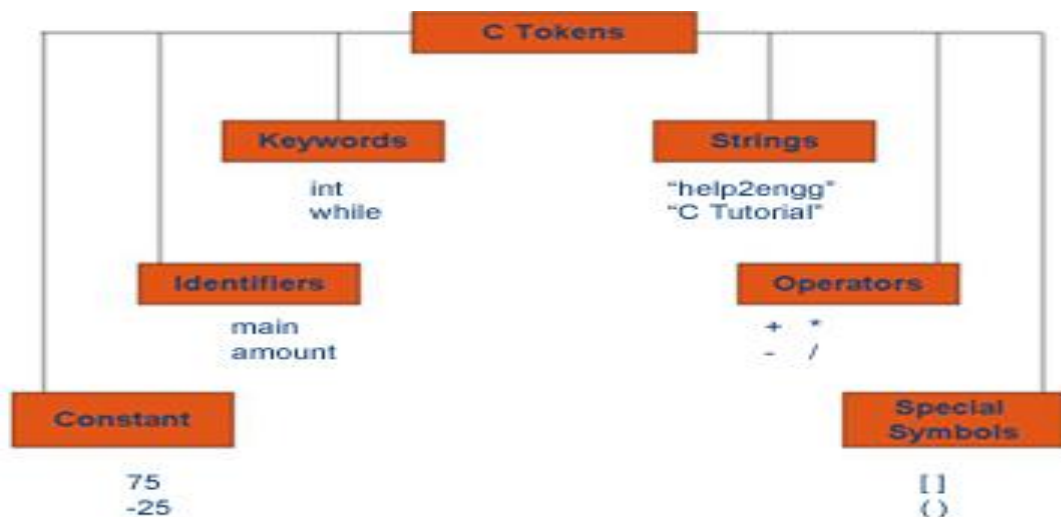 C Tokens
Keywords
int
while
Strings
"help2engg"
"C Tutorial"
Identifiers
main
amount
Operators
+ *
- /
Constant
75
-25
Special
Symbols
[ ]
( )